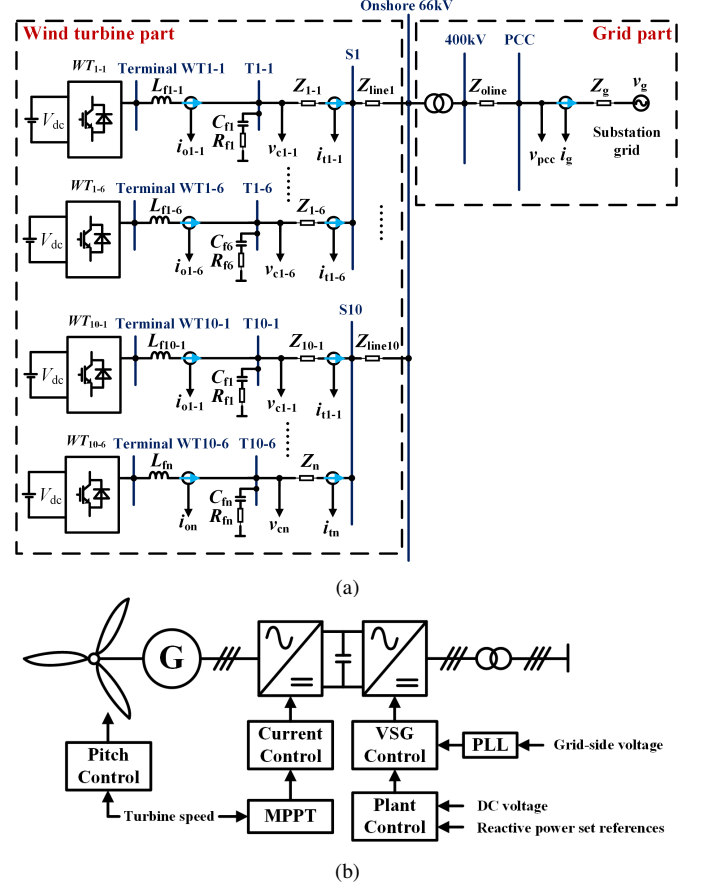 Onshore 66kV
Wind turbine part
Grid part
WT1-1 Terminal WT1-1 T1-1 S1
400kV PCC
Lf1-1 Z1-1 Zline1
Zoline Zg vg
Vdc
Cf1
Rf1
io1-1 vc1-1 it1-1
vpcc ig
Substation
grid
WT1-6 Terminal WT1-6 T1-6
Lf1-6 Z1-6
Vdc
Cf6
Rf6
io1-6 vc1-6 it1-6
S10
WT10-1 Terminal WT10-1 T10-1
Lf10-1 Z10-1 Zline10
Vdc
Cf1
Rf1
io1-1 vc1-1 it1-1
WT10-6 Terminal WT10-6 T10-6
Lfn Zn
Vdc
Cfn
Rfn
ion vcn itn
(a)
G
Pitch
Control
Current
Control
VSG
Control
PLL
Grid-side voltage
Turbine speed
MPPT
Plant
Control
DC voltage
Reactive power set references
(b)